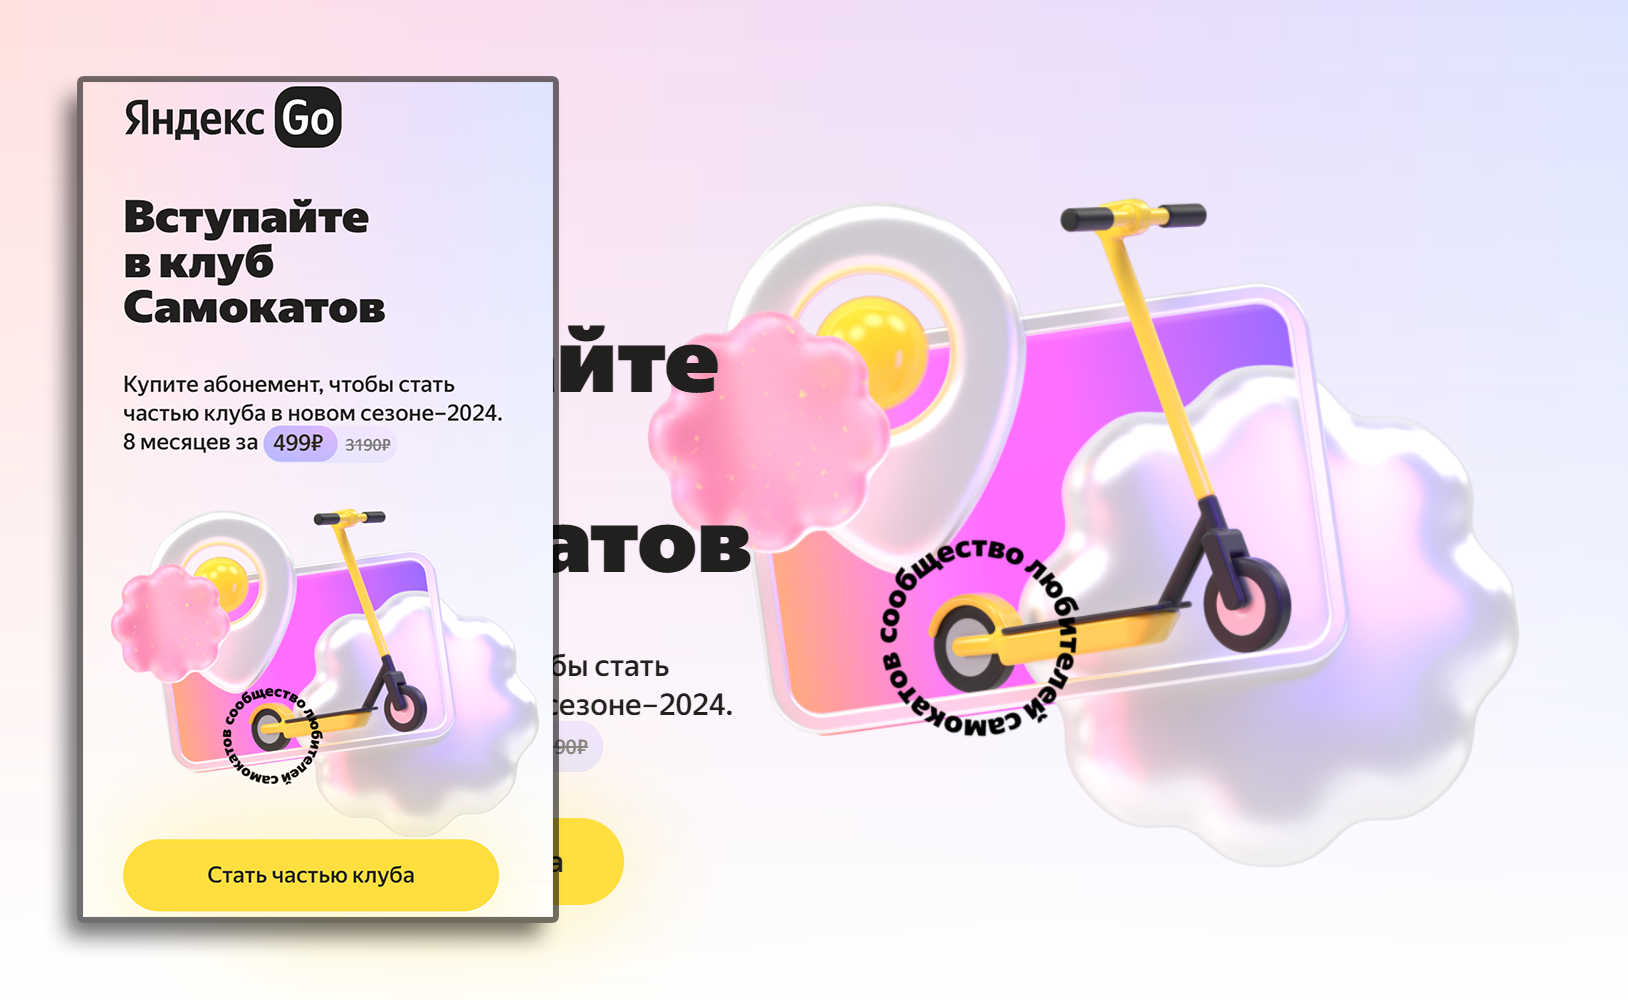 Яндекс Go
Вступайте
в клуб
Самокатов
Купите абонемент, чтобы стать
частью клуба в новом сезоне–2024.
8 месяцев за 499₽ 3190₽
сообщество любителей самокатов
Стать частью клуба
йте
атов
бы стать
сезоне–2024.
90₽
а
сообщество любителей самокатов